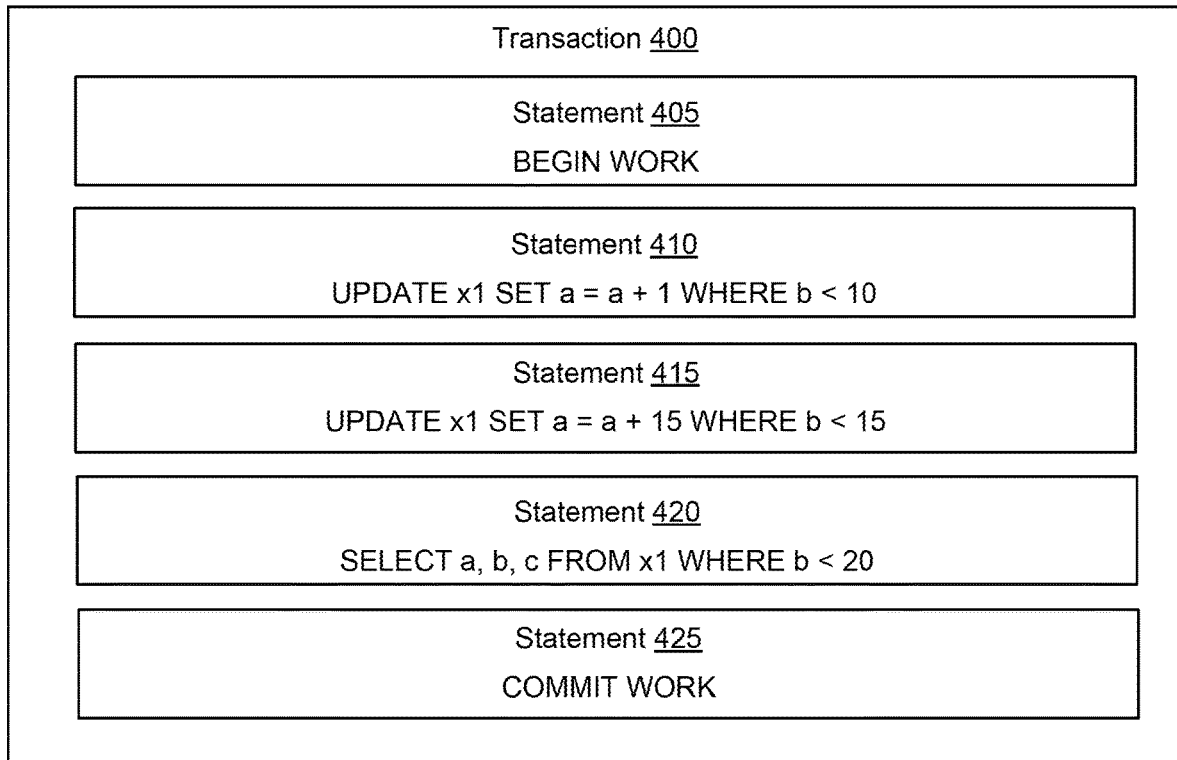 Transaction 400
Statement 405
BEGIN WORK
Statement 410
UPDATE x1 SET a = a + 1 WHERE b < 10
Statement 415
UPDATE x1 SET a = a + 15 WHERE b < 15
Statement 420
SELECT a, b, c FROM x1 WHERE b < 20
Statement 425
COMMIT WORK